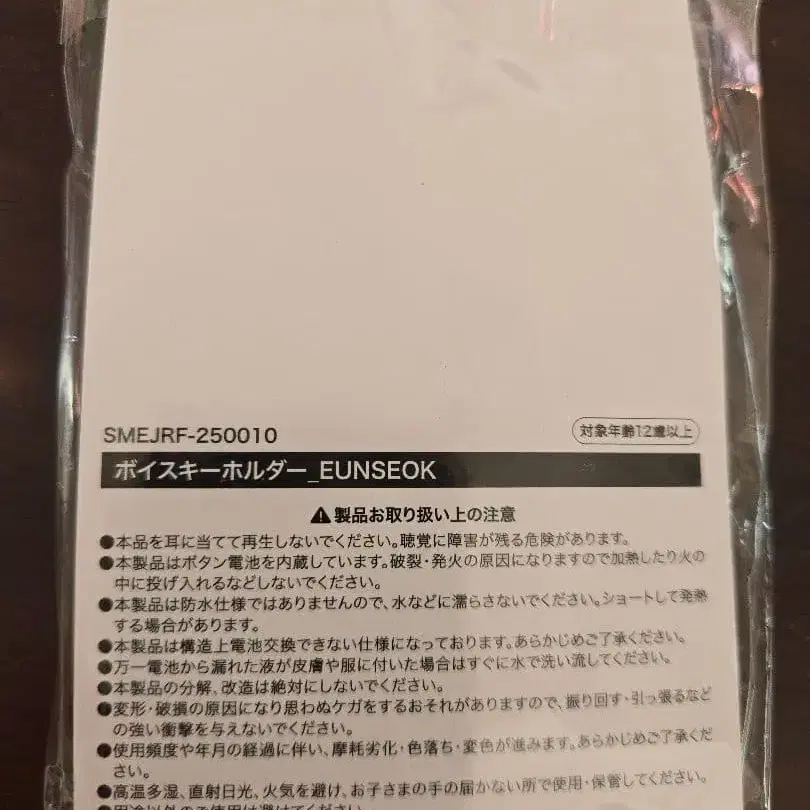 SMEJRF-250010
対象年齢12歳以上
ボイスキーホルダー_EUNSEOK
⚠製品お取り扱い上の注意
●本品を耳に当てて再生しないでください。聴覚に障害が残る危険があります。
●本製品はボタン電池を内蔵しています。破裂・発火の原因になりますので加熱したり火の
中に投げ入れるなどしないでください。
●本製品は防水仕様ではありませんので、水などに濡らさないでください。ショートして発熱
する場合があります。
●本製品は構造上電池交換できない仕様になっております。あらかじめご了承ください。
●万一電池から漏れた液が皮膚や服に付いた場合はすぐに水で洗い流してください。
●本製品の分解、改造は絶対にしないでください。
●変形・破損の原因になり思わぬケガをするおそれがありますので、振り回す・引っ張るなど
の強い衝撃を与えないでください。
●使用頻度や年月の経過に伴い、摩耗劣化・色落ち・変色が進みます。あらかじめご了承くだ
さい。
●高温多湿、直射日光、火気を避け、お子さまの手の届かない所で使用・保管してください。
●用途以外のご使用は避けてください。